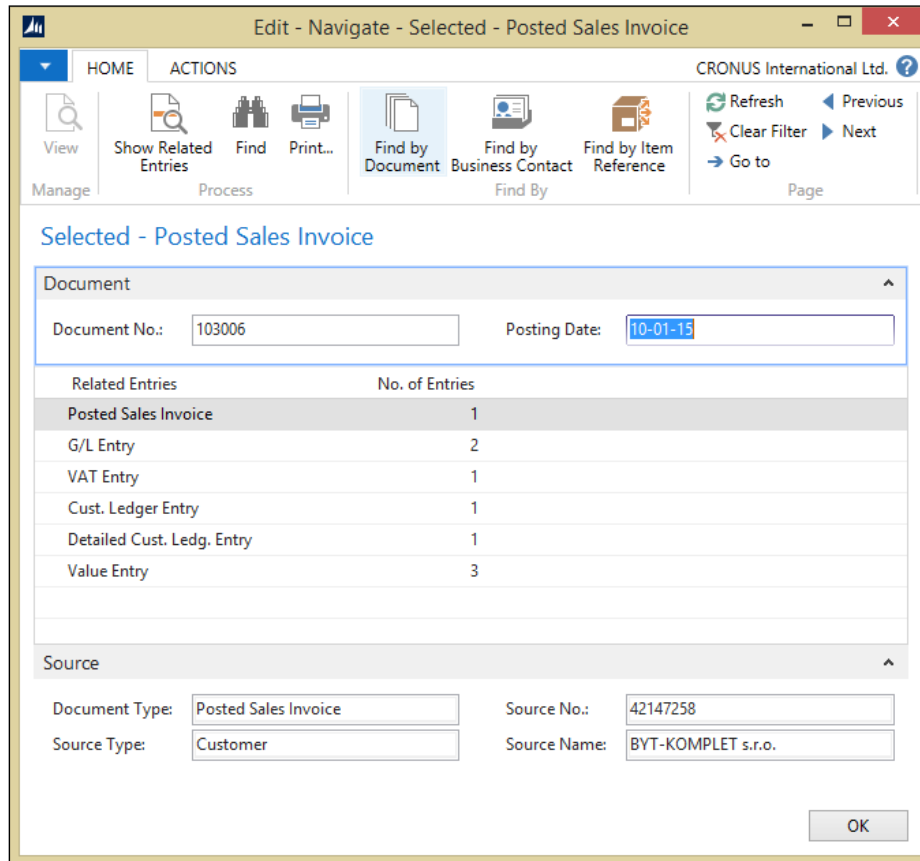 Edit - Navigate - Selected - Posted Sales Invoice
HOME ACTIONS CRONUS International Ltd. ?
View
Show Related Entries
Find
Print...
Find by Document
Find by Business Contact
Find by Item Reference
Refresh
Clear Filter
Go to
Previous
Next
Manage Process Find By Page
Selected - Posted Sales Invoice
Document
Document No.: 103006 Posting Date: 10-01-15
Related Entries No. of Entries
Posted Sales Invoice 1
G/L Entry 2
VAT Entry 1
Cust. Ledger Entry 1
Detailed Cust. Ledg. Entry 1
Value Entry 3
Source
Document Type: Posted Sales Invoice Source No.: 42147258
Source Type: Customer Source Name: BYT-KOMPLET s.r.o.
OK